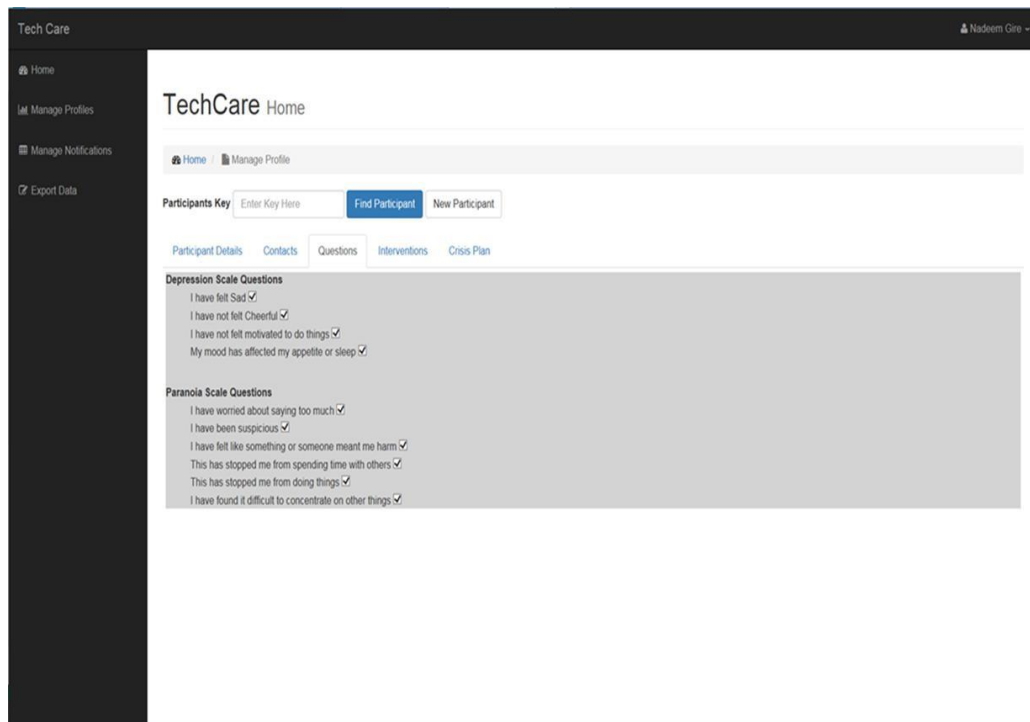 Tech Care
Nadeem Gire
Home
Manage Profiles
Manage Notifications
Export Data
TechCare Home
Home / Manage Profile
Participants Key Enter Key Here Find Participant New Participant
Participant Details Contacts Questions Interventions Crisis Plan
Depression Scale Questions
I have felt Sad
I have not felt Cheerful
I have not felt motivated to do things
My mood has affected my appetite or sleep
Paranoia Scale Questions
I have worried about saying too much
I have been suspicious
I have felt like something or someone meant me harm
This has stopped me from spending time with others
This has stopped me from doing things
I have found it difficult to concentrate on other things